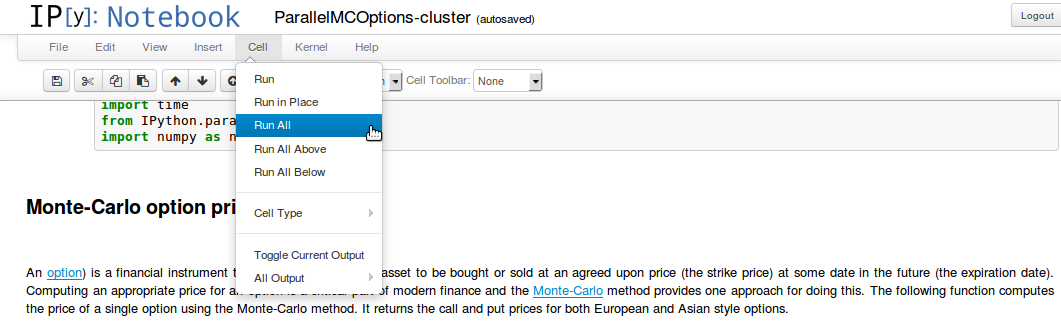 IP[y]: Notebook ParallelMCOptions-cluster (autosaved) Logout
File Edit View Insert Cell Kernel Help
Cell Toolbar: None
Run
Run in Place
Run All
Run All Above
Run All Below
Cell Type
Toggle Current Output
All Output
import time
from IPython.para
import numpy as n
Monte-Carlo option pri
An option) is a financial instrument asset to be bought or sold at an agreed upon price (the strike price) at some date in the future (the expiration date).
Computing an appropriate price for an option is a critical part of modern finance and the Monte-Carlo method provides one approach for doing this. The following function computes
the price of a single option using the Monte-Carlo method. It returns the call and put prices for both European and Asian style options.